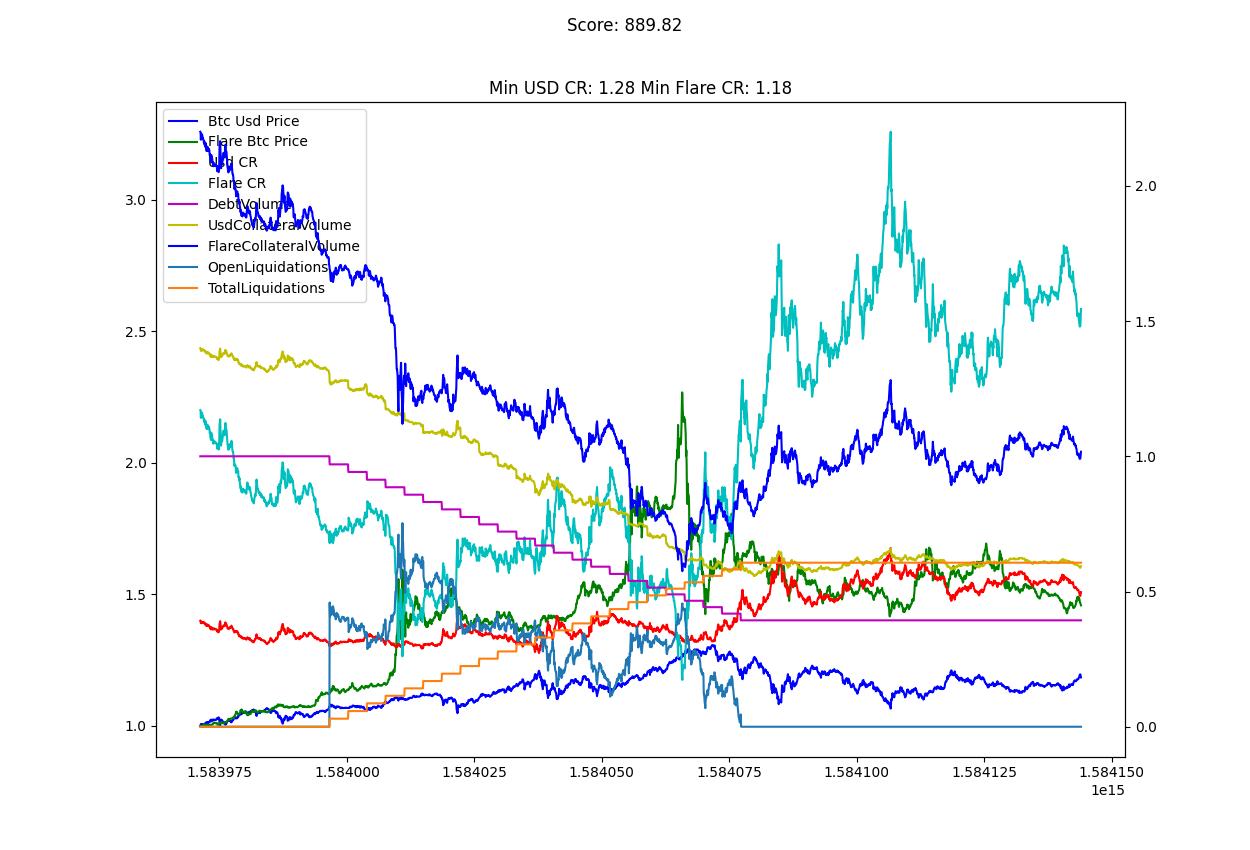 Score: 889.82
Min USD CR: 1.28 Min Flare CR: 1.18
Btc Usd Price
Flare Btc Price
Usd CR
Flare CR
DebtVolume
UsdCollateralVolume
FlareCollateralVolume
OpenLiquidations
TotalLiquidations
3.0
2.5
2.0
1.5
1.0
2.0
1.5
1.0
0.5
0.0
1.583975
1.584000
1.584025
1.584050
1.584075
1.584100
1.584125
1.584150
1e15